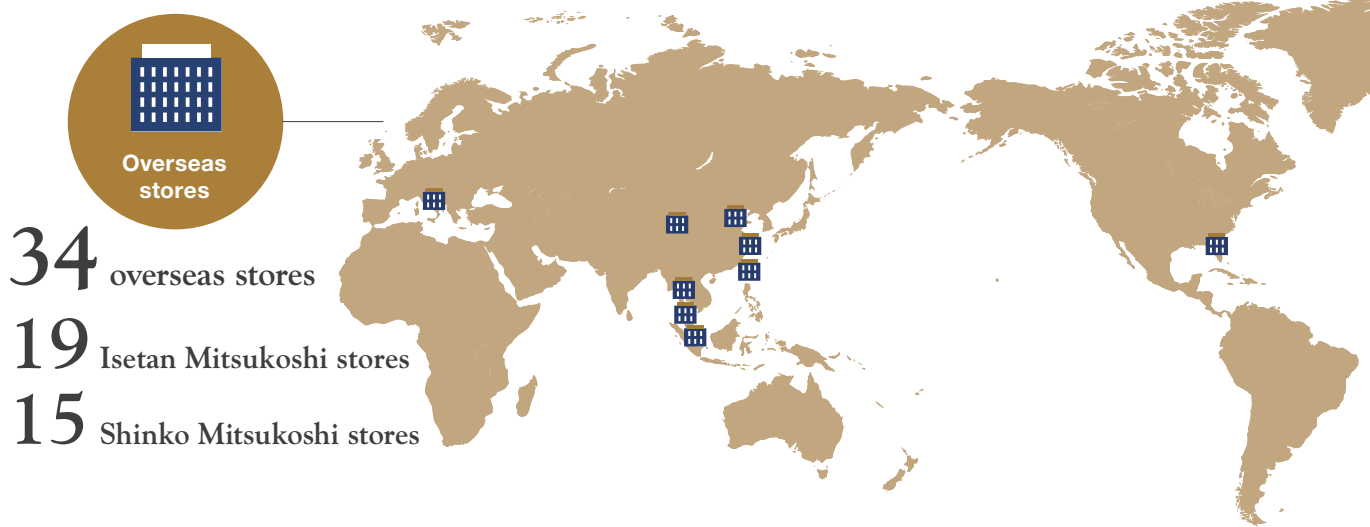 Overseas
stores
34 overseas stores
19 Isetan Mitsukoshi stores
15 Shinko Mitsukoshi stores